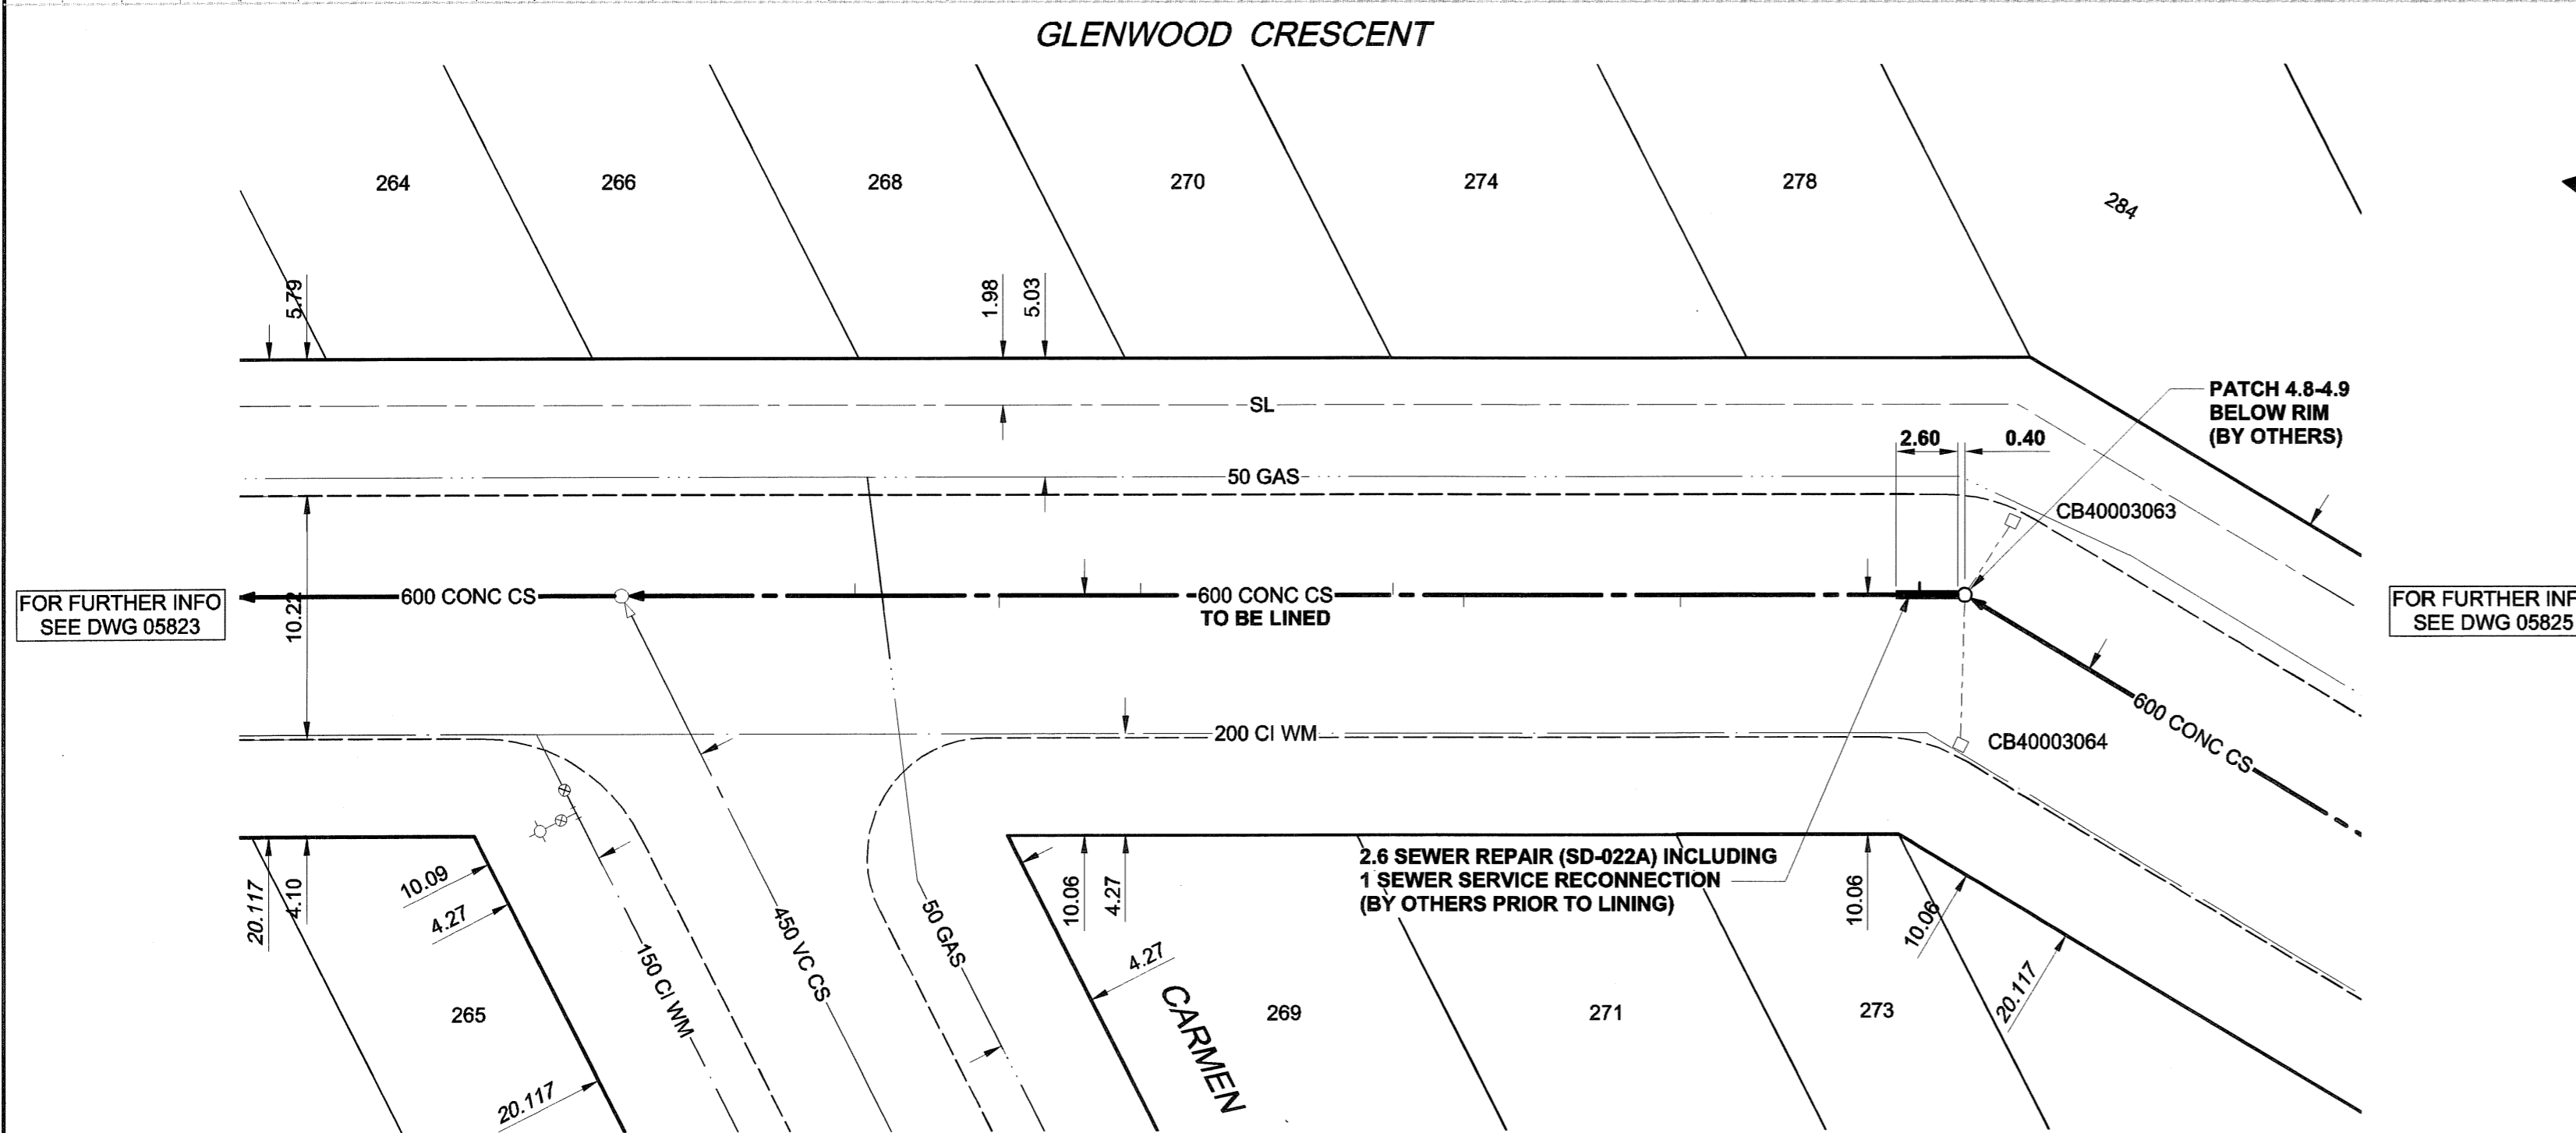 GLENWOOD CRESCENT
264
266
268
270
274
278
284
5.79
1.98
5.03
SL
PATCH 4.8-4.9
BELOW RIM
(BY OTHERS)
2.60
0.40
50 GAS
CB40003063
FOR FURTHER INFO
SEE DWG 05823
10.22
600 CONC CS
600 CONC CS
TO BE LINED
FOR FURTHER INF
SEE DWG 05825
600 CONC CS
200 CI WM
CB40003064
20.117
4.10
10.09
4.27
150 CI WM
450 VC CS
50 GAS
10.06
4.27
4.27
2.6 SEWER REPAIR (SD-022A) INCLUDING
1 SEWER SERVICE RECONNECTION
(BY OTHERS PRIOR TO LINING)
10.06
10.06
20.117
265
20.117
CARMEN
269
271
273